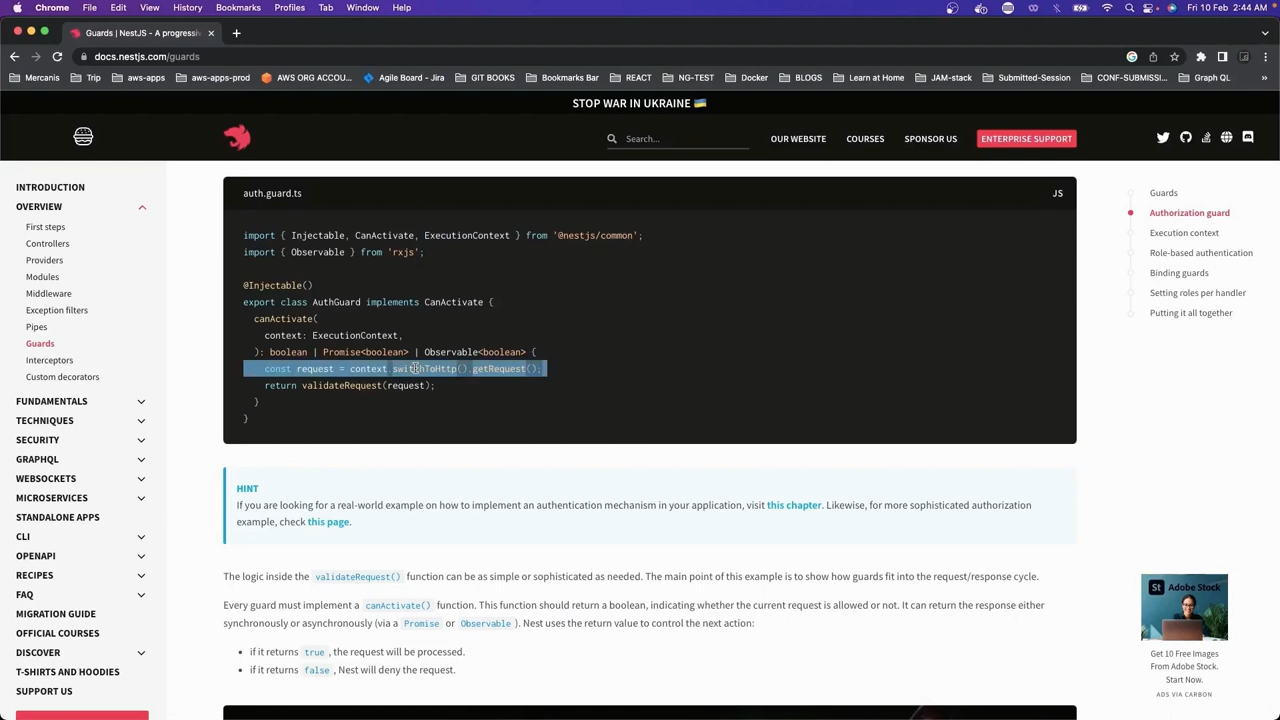 Chrome File Edit View History Bookmarks Profiles Tab Window Help
Fri 5 Aug 2:44 AM
Guards | NestJS - A progressiv
docs.nestjs.com/guards
Mercanis Trip aws-apps aws-apps-prod AWS ORG ACCOU... Agile Board - Jira GIT BOOKS Bookmarks Bar REACT NG-TEST Docker BLOGS Learn at Home JAM-stack Submitted-Session CONF-SUBMISSI... Graph QL
STOP WAR IN UKRAINE 🇺🇦
Search... OUR WEBSITE COURSES SPONSOR US ENTERPRISE SUPPORT
INTRODUCTION
OVERVIEW
First steps
Controllers
Providers
Modules
Middleware
Exception filters
Pipes
Guards
Interceptors
Custom decorators
FUNDAMENTALS
TECHNIQUES
SECURITY
GRAPHQL
WEBSOCKETS
MICROSERVICES
STANDALONE APPS
CLI
OPENAPI
RECIPES
FAQ
MIGRATION GUIDE
OFFICIAL COURSES
DISCOVER
T-SHIRTS AND HOODIES
SUPPORT US
auth.guard.ts JS
import { Injectable, CanActivate, ExecutionContext } from '@nestjs/common';
import { Observable } from 'rxjs';
@Injectable()
export class AuthGuard implements CanActivate {
canActivate(
context: ExecutionContext,
): boolean | Promise<boolean> | Observable<boolean> {
const request = context.switchToHttp().getRequest();
return validateRequest(request);
}
}
HINT
If you are looking for a real-world example on how to implement an authentication mechanism in your application, visit this chapter. Likewise, for more sophisticated authorization
example, check this page.
The logic inside the validateRequest() function can be as simple or sophisticated as needed. The main point of this example is to show how guards fit into the request/response cycle.
Every guard must implement a canActivate() function. This function should return a boolean, indicating whether the current request is allowed or not. It can return the response either
synchronously or asynchronously (via a Promise or Observable ). Nest uses the return value to control the next action:
• if it returns true , the request will be processed.
• if it returns false , Nest will deny the request.
Guards
Authorization guard
Execution context
Role-based authentication
Binding guards
Setting roles per handler
Putting it all together
St Adobe Stock
Get 10 Free Images
From Adobe Stock.
Start Now.
ADS VIA CARBON